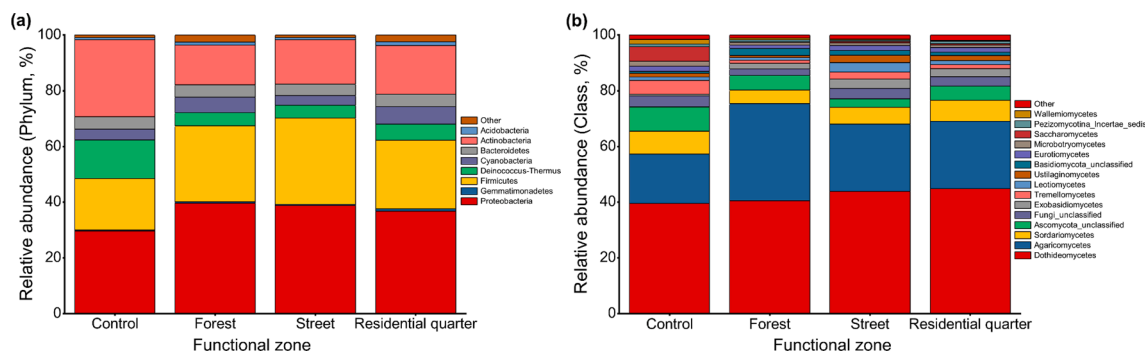 (a)
Relative abundance (Phylum, %)
100
80
60
40
20
0
Control
Forest
Street
Residential quarter
Functional zone
Other
Acidobacteria
Actinobacteria
Bacteroidetes
Cyanobacteria
Deinococcus-Thermus
Firmicutes
Gemmatimonadetes
Proteobacteria
(b)
Relative abundance (Class, %)
100
80
60
40
20
0
Control
Forest
Street
Residential quarter
Functional zone
Other
Wallemiomycetes
Pezizomycotina_Incertae_sedis
Saccharomycetes
Microbotryomycetes
Eurotiomycetes
Basidiomycota_unclassified
Ustilaginomycetes
Leotiomycetes
Tremellomycetes
Exobasidiomycetes
Fungi_unclassified
Ascomycota_unclassified
Sordariomycetes
Agaricomycetes
Dothideomycetes